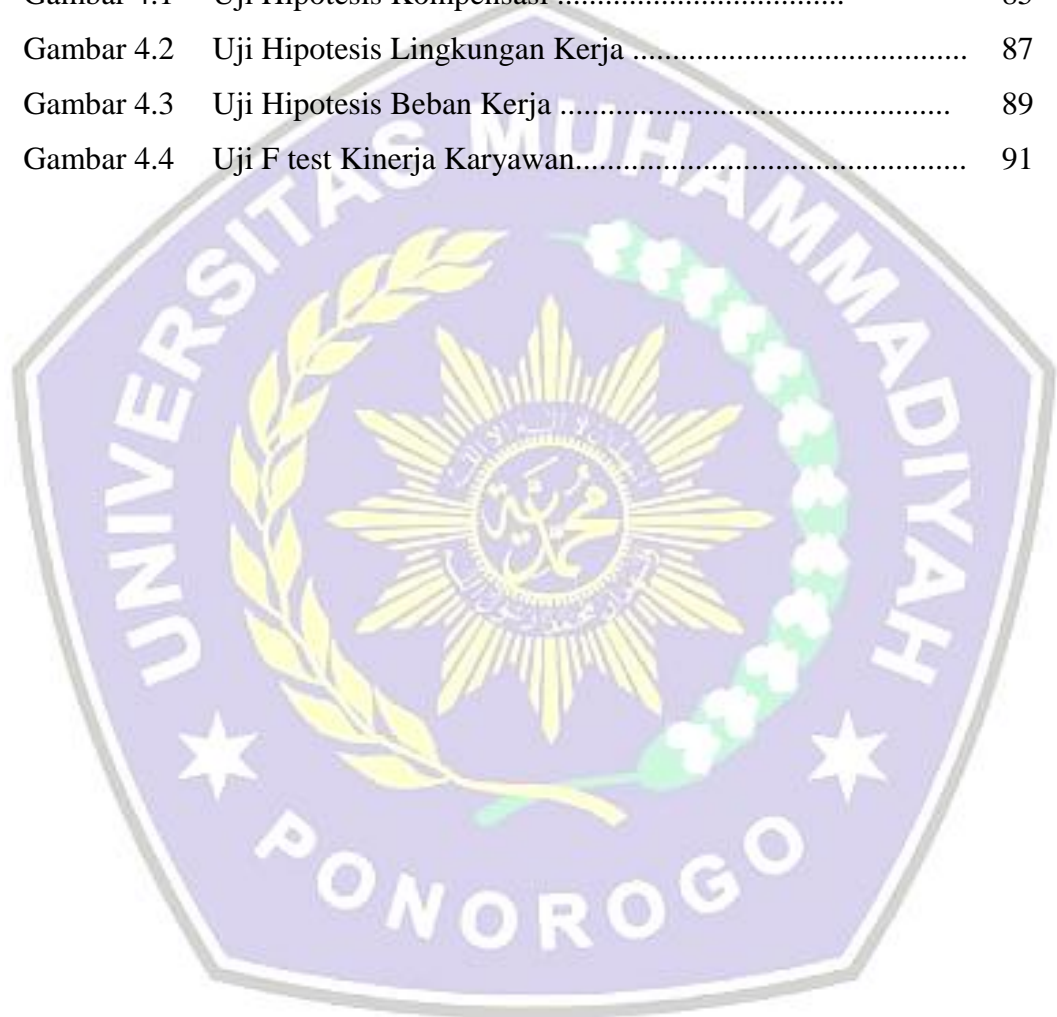 Gambar 4.1 Uji Hipotesis Kompensasi ..................................
Gambar 4.2 Uji Hipotesis Lingkungan Kerja ....................................... 87
Gambar 4.3 Uji Hipotesis Beban Kerja .............................................. 89
Gambar 4.4 Uji F test Kinerja Karyawan.............................................. 91
UNIVERSITAS MUHAMMADIYAH
محمدية
PONOROGO